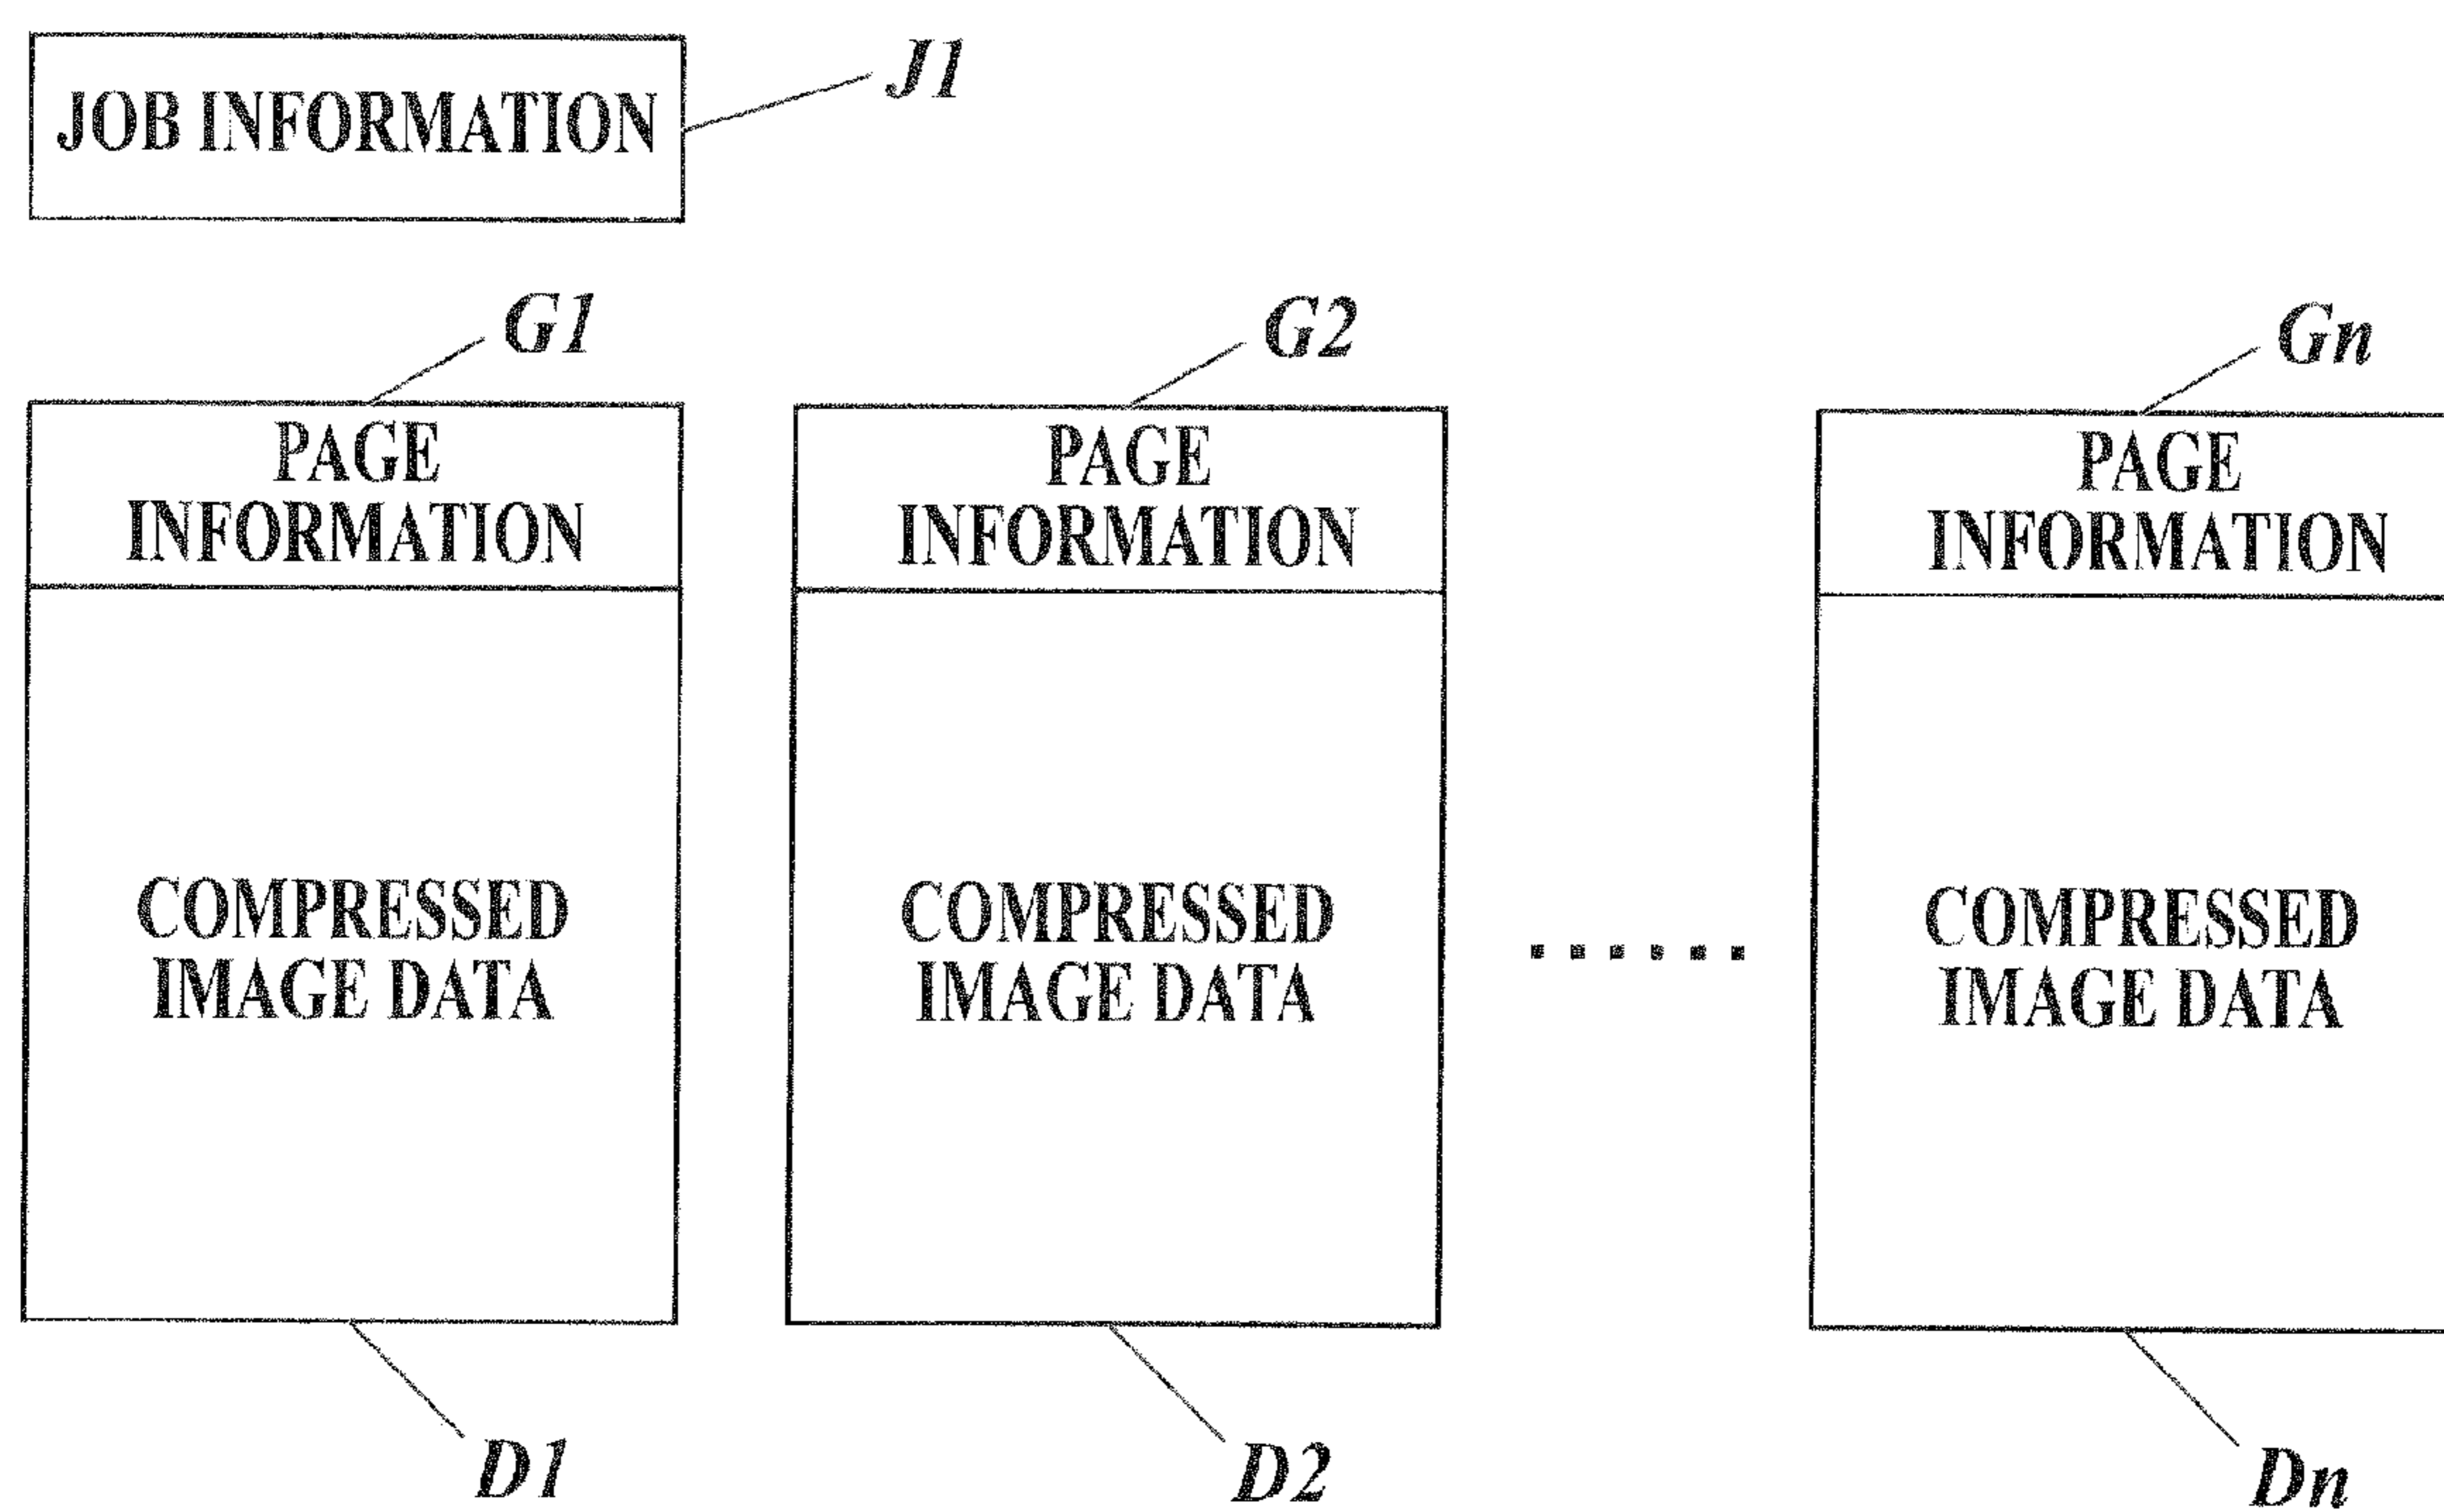 JOB INFORMATION
J1
G1
G2
Gn
PAGE
INFORMATION
PAGE
INFORMATION
PAGE
INFORMATION
COMPRESSED
IMAGE DATA
COMPRESSED
IMAGE DATA
......
COMPRESSED
IMAGE DATA
D1
D2
Dn